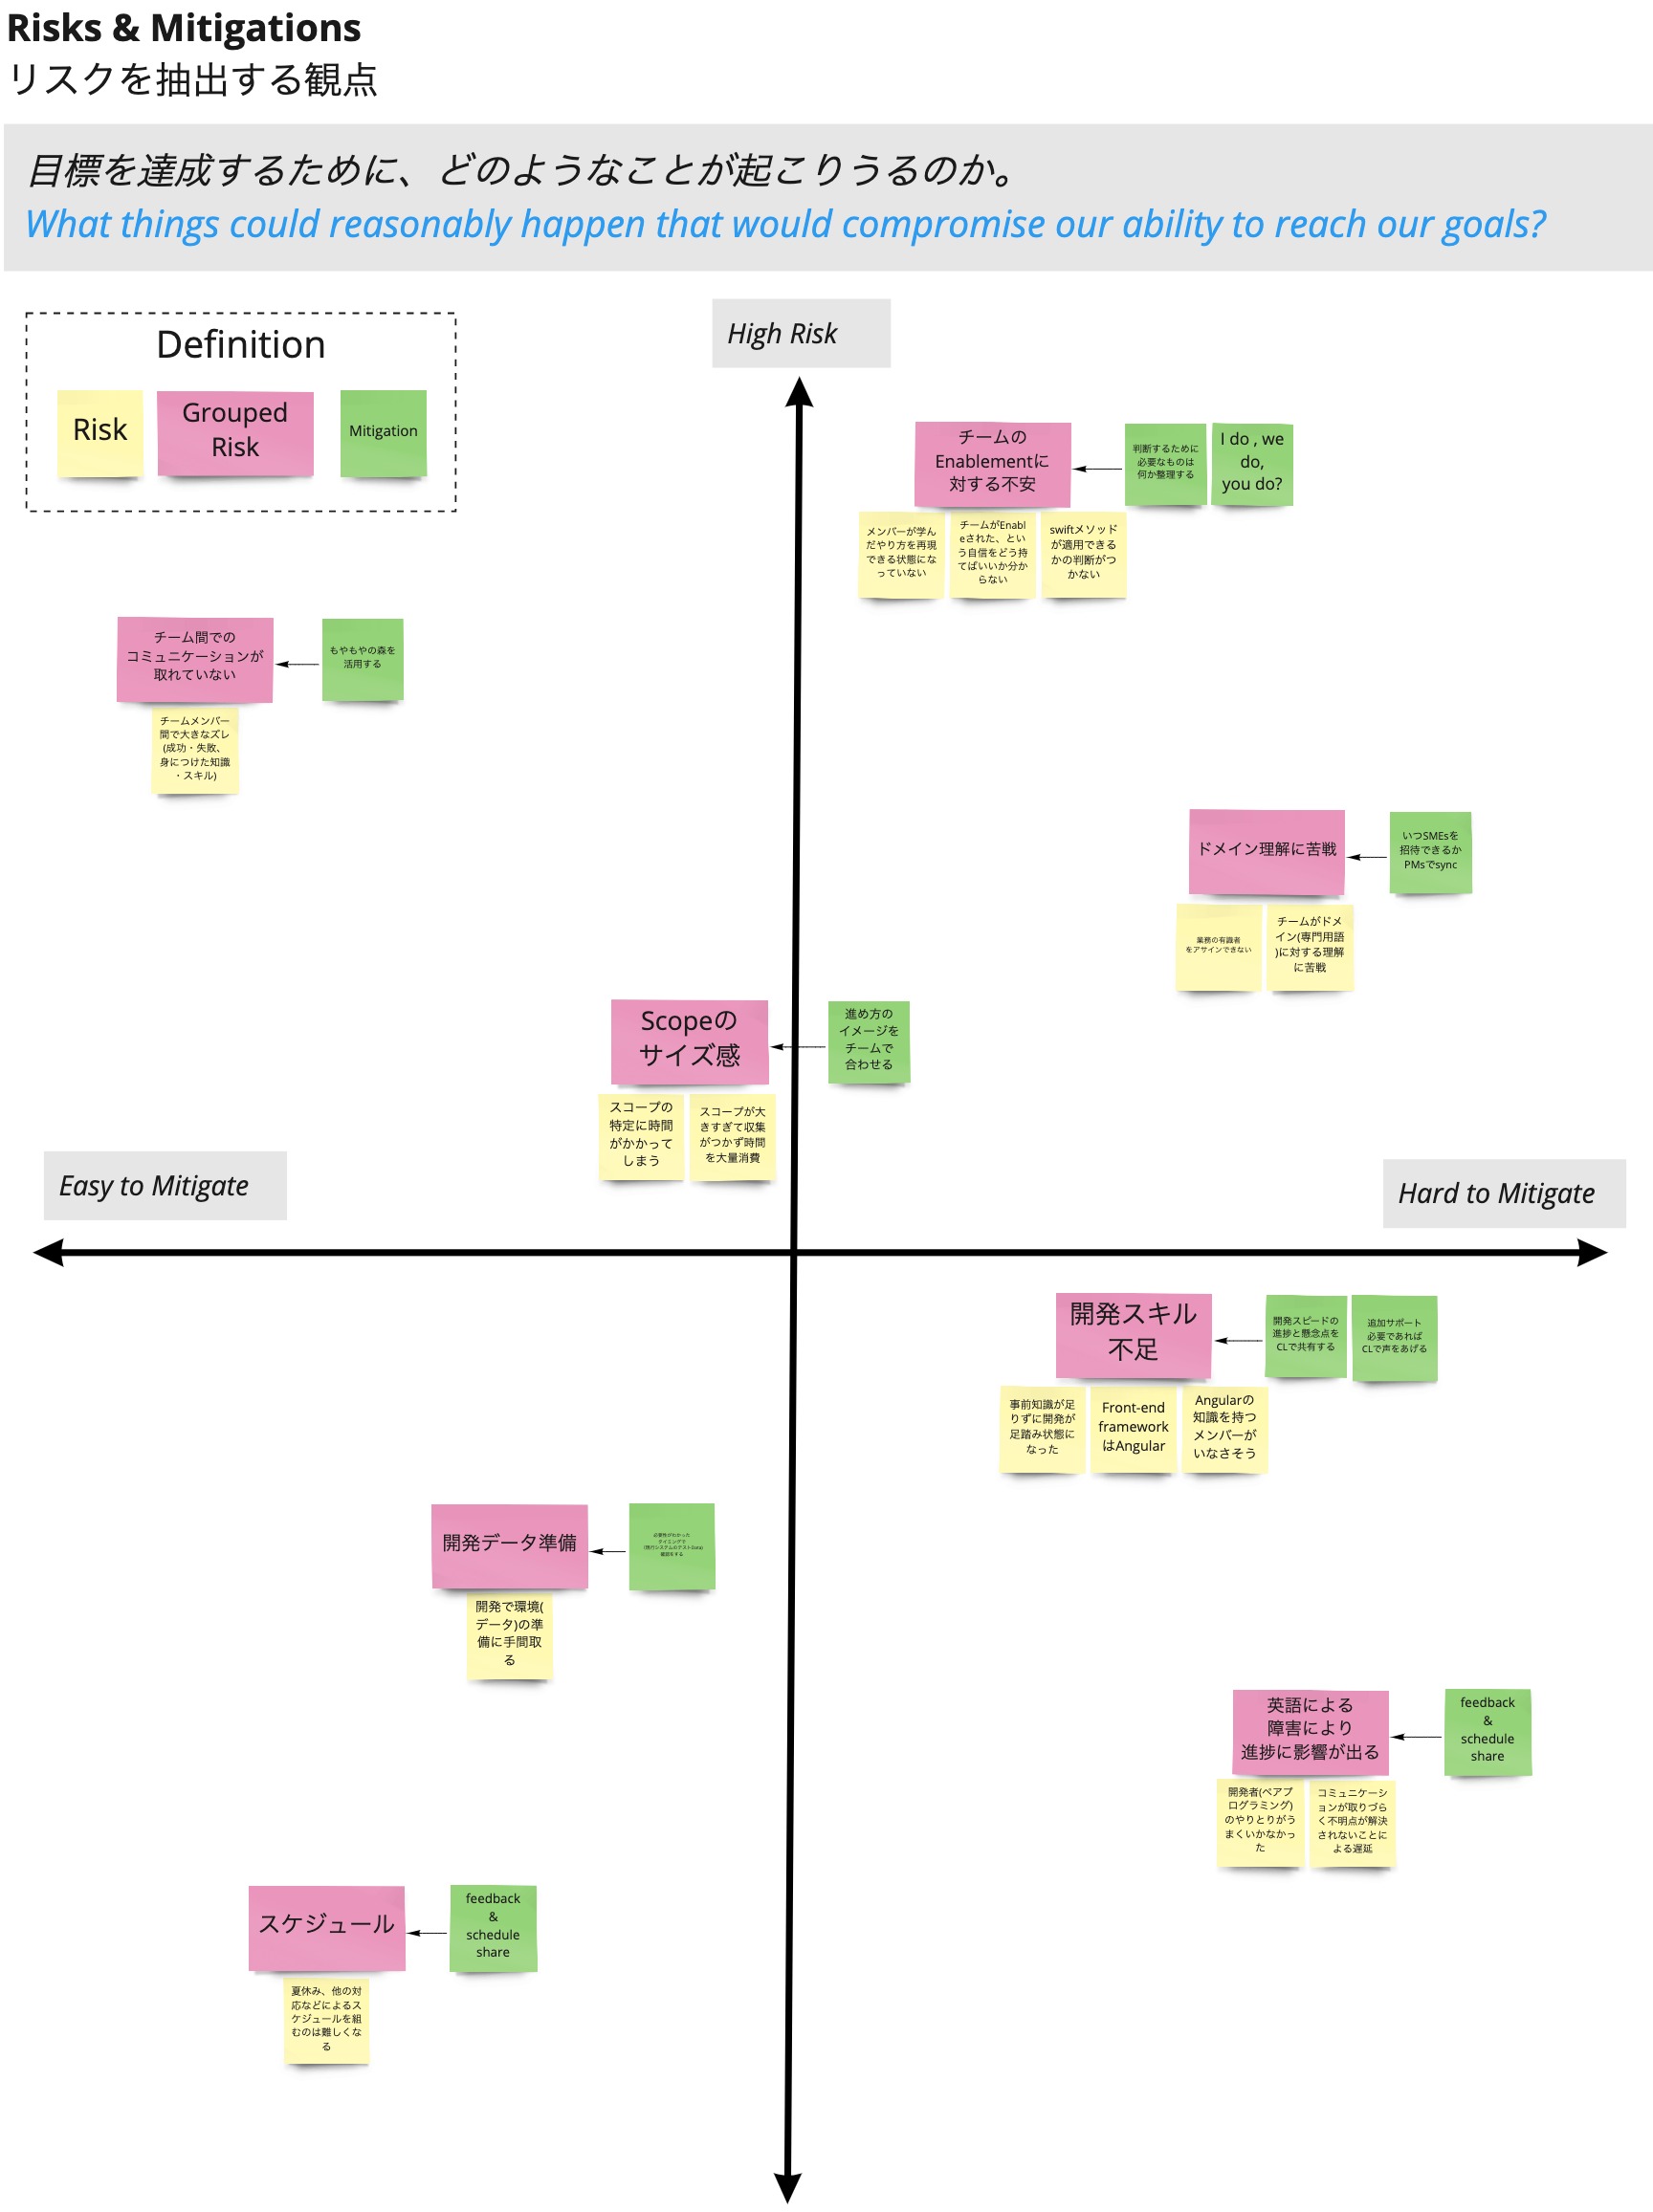 Risks & Mitigations
リスクを抽出する観点
目標を達成するために、どのようなことが起こりうるのか。
What things could reasonably happen that would compromise our ability to reach our goals?
Definition
Risk
Grouped
Risk
Mitigation
High Risk
チームの
Enablementに
対する不安
判断するために
必要なものは
何か整理する
I do , we
do,
you do?
メンバーが学ん
だやり方を再現
できる状態にな
っていない
チームがEnabl
eされた、とい
う自信をどう持
てばいいか分か
らない
swiftメソッド
が適用できる
かの判断がつ
かない
チーム間での
コミュニケーションが
取れていない
もやもやの森を
活用する
チームメンバー
間で大きなズレ
(成功・失敗、
身につけた知識
・スキル)
ドメイン理解に苦戦
いつSMEsを
招待できるか
PMsでsync
業務の有識者
をアサインできない
チームがドメ
イン(専門用語
)に対する理解
に苦戦
Scopeの
サイズ感
進め方の
イメージを
チームで
合わせる
スコープの
特定に時間
がかかって
しまう
スコープが大
きすぎて収集
がつかず時間
を大量消費
Easy to Mitigate
Hard to Mitigate
開発スキル
不足
開発スピードの
進捗と懸念点を
CLで共有する
追加サポート
必要であれば
CLで声をあげる
事前知識が足
りずに開発が
足踏み状態に
なった
Front-end
framework
はAngular
Angularの
知識を持つ
メンバーが
いなさそう
開発データ準備
必要性がわかった
タイミングで
(現行システムのテストData)
確認をする
開発で環境(
データ)の準
備に手間取
る
英語による
障害により
進捗に影響が出る
feedback
&
schedule
share
開発者(ペアプ
ログラミング)
のやりとりがう
まくいかなかっ
た
コミュニケーシ
ョンが取りづら
く不明点が解決
されないことに
よる遅延
スケジュール
feedback
&
schedule
share
夏休み、他の対
応などによるス
ケジュールを組
むのは難しくな
る